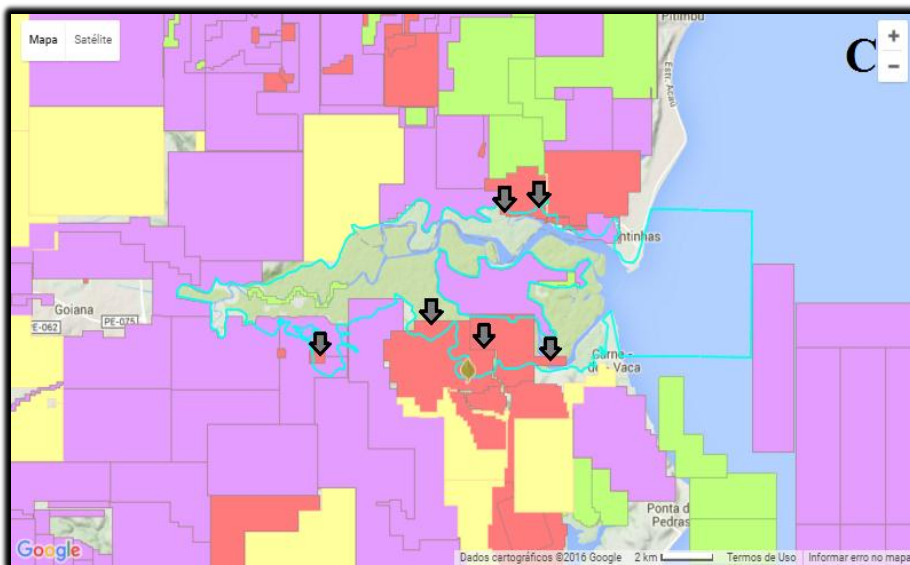 Mapa Satélite
Pitimbu
Estr. Acaú
C
+
−
ntinhas
Goiana
PE-062
PE-075
Carne -
de - Vaca
Ponta d
Pedras
Google
Dados cartográficos ©2016 Google 2 km Termos de Uso Informar erro no mapa